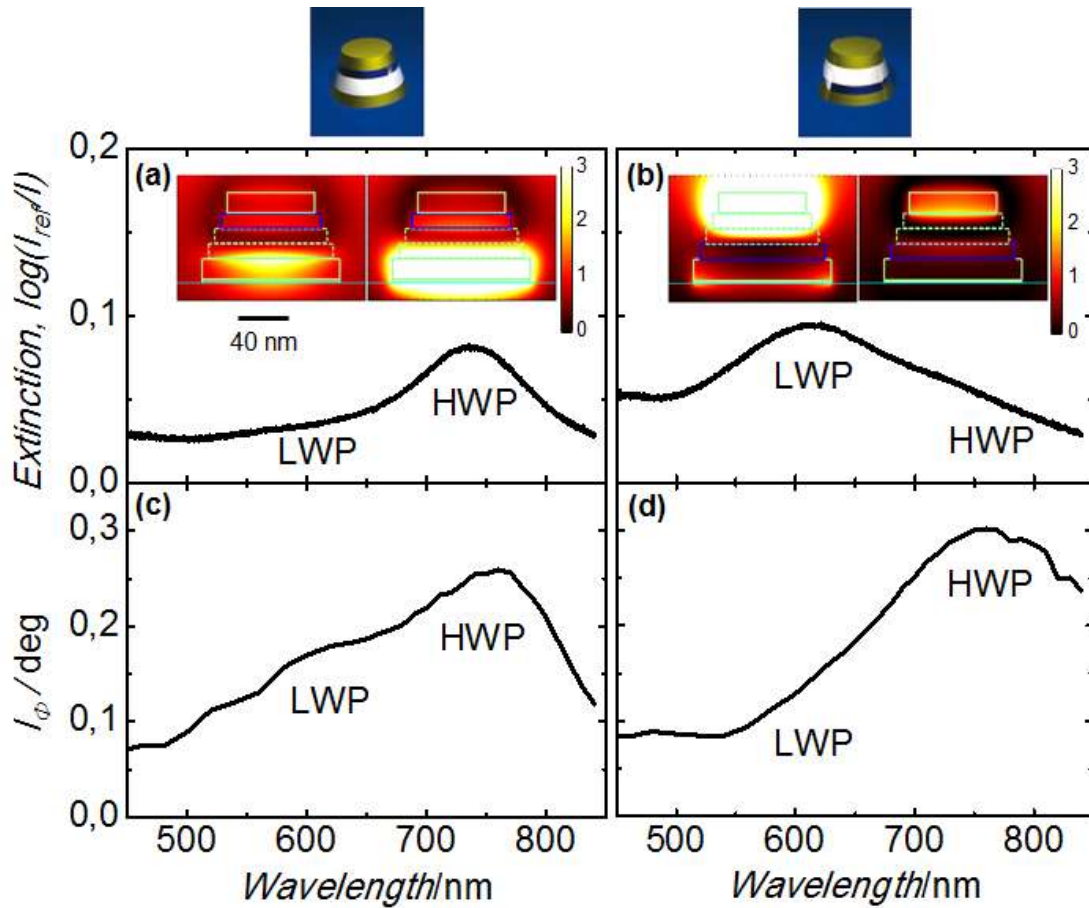 0,2
(a)
3
2
1
0
40 nm
(b)
3
2
1
0
0,1
0,0
Extinction, log(I_ref/I)
LWP
HWP
LWP
HWP
(c)
0,3
0,2
0,1
0,0
I_Φ / deg
LWP
HWP
(d)
LWP
HWP
500 600 700 800
500 600 700 800
Wavelength/nm
Wavelength/nm